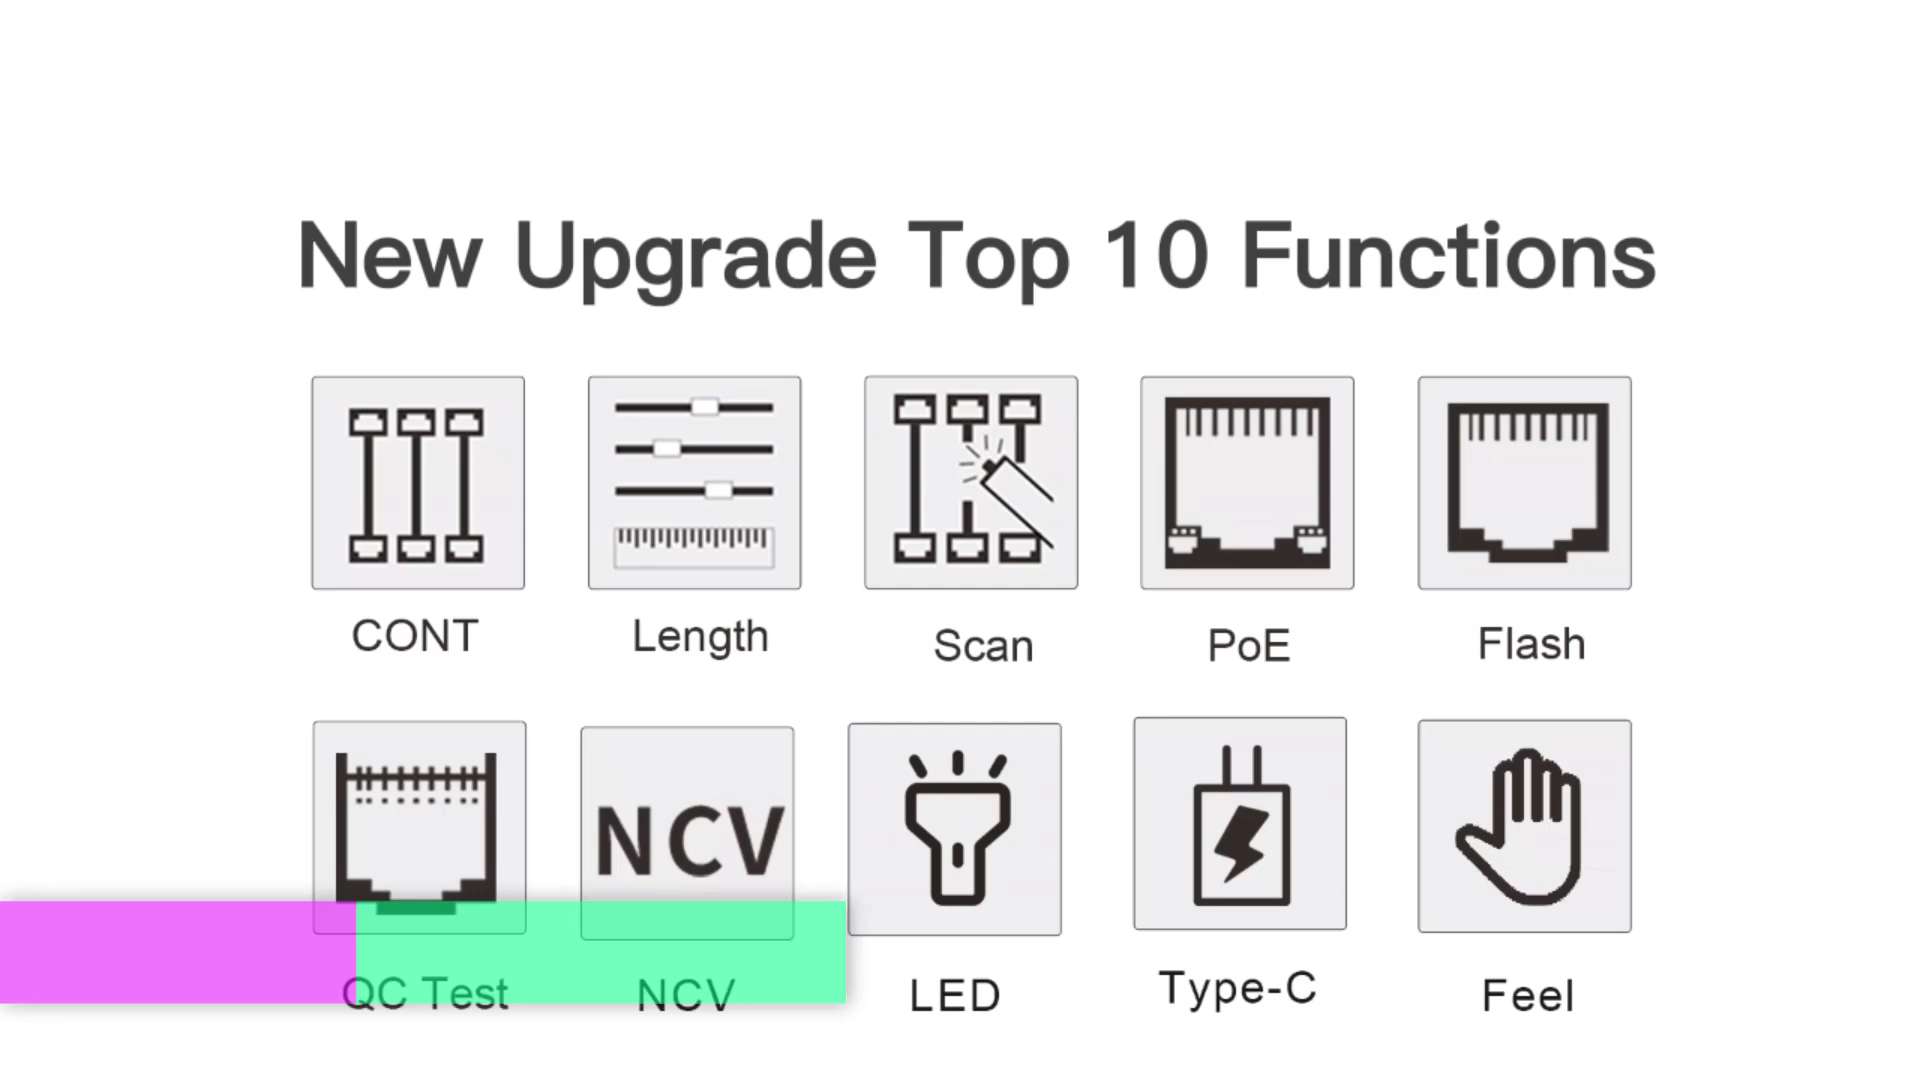 New Upgrade Top 10 Functions
CONT
Length
Scan
PoE
Flash
NCV
QC Test
NCV
LED
Type-C
Feel